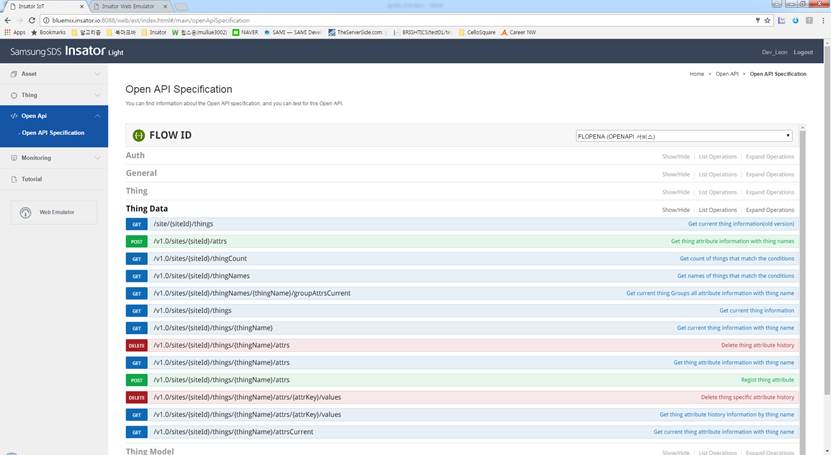 Insator IoT
Insator Web Emulator
bluemix.insator.io:8088/web/ext/index.html#/mavn/openApiSpecification
Apps Bookmarks 알고리즘 북마크바 Insator 웹소켓(mullue3002) NAVER SAMI — SAMI Devel TheServerSide.com CelloSquare Career NW
SAMSUNG SDS Insator Light
Dev_Leon Logout
Asset
Thing
Open Api
- Open API Specification
Monitoring
Tutorial
Web Emulator
Home > Open API > Open API Specification
Open API Specification
You can find information about the Open API specification, and you can test for this Open API.
FLOW ID
FLOPENA (OPENAPI 서비스)
Auth Show/Hide List Operations Expand Operations
General Show/Hide List Operations Expand Operations
Thing Show/Hide List Operations Expand Operations
Thing Data Show/Hide List Operations Expand Operations
GET /site/{siteId}/things Get current thing information(old version)
POST /v1.0/sites/{siteId}/attrs Get thing attribute information with thing names
GET /v1.0/sites/{siteId}/thingCount Get count of things that match the conditions
GET /v1.0/sites/{siteId}/thingNames Get names of things that match the conditions
GET /v1.0/sites/{siteId}/thingNames/{thingName}/groupAttrsCurrent Get current thing Groups all attribute information with thing name
GET /v1.0/sites/{siteId}/things Get current thing information
GET /v1.0/sites/{siteId}/things/{thingName} Get current thing information with thing name
DELETE /v1.0/sites/{siteId}/things/{thingName}/attrs Delete thing attribute history
GET /v1.0/sites/{siteId}/things/{thingName}/attrs Get thing attribute information with thing name
POST /v1.0/sites/{siteId}/things/{thingName}/attrs Regist thing attribute
DELETE /v1.0/sites/{siteId}/things/{thingName}/attrs/{attrKey}/values Delete thing specific attribute history
GET /v1.0/sites/{siteId}/things/{thingName}/attrs/{attrKey}/values Get thing attribute history information by thing name
GET /v1.0/sites/{siteId}/things/{thingName}/attrsCurrent Get current thing attribute information with thing name
Thing Model Show/Hide List Operations Expand Operations